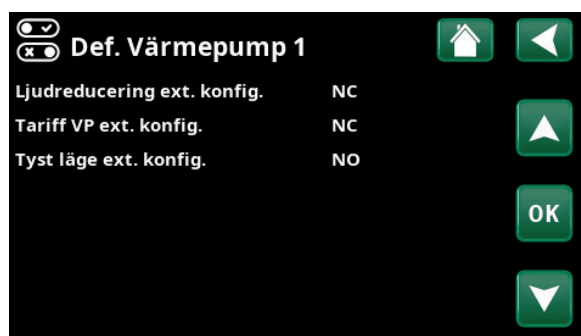 Def. Värmepump 1
Ljudreducering ext. konfig. NC
Tariff VP ext. konfig. NC
Tyst läge ext. konfig. NO
OK